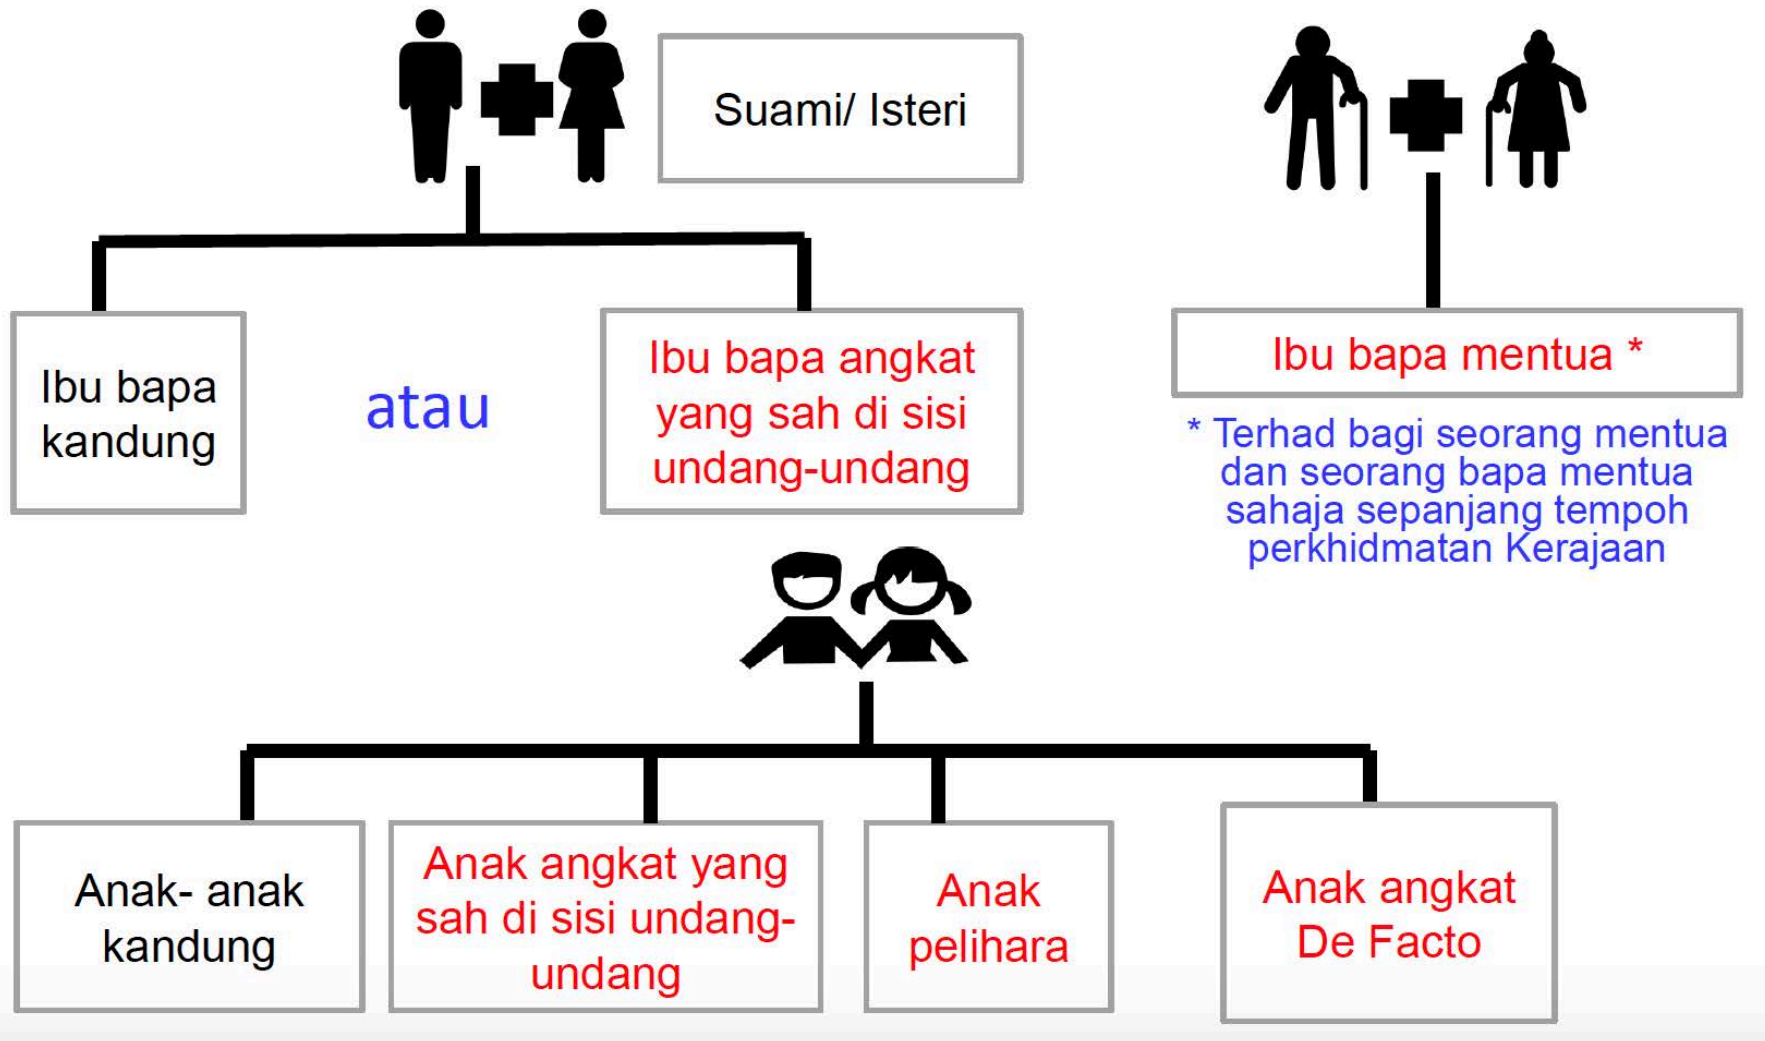 Suami/ Isteri
Ibu bapa
kandung
atau
Ibu bapa angkat
yang sah di sisi
undang-undang
Ibu bapa mentua *
* Terhad bagi seorang mentua
dan seorang bapa mentua
sahaja sepanjang tempoh
perkhidmatan Kerajaan
Anak- anak
kandung
Anak angkat yang
sah di sisi undang-
undang
Anak
pelihara
Anak angkat
De Facto